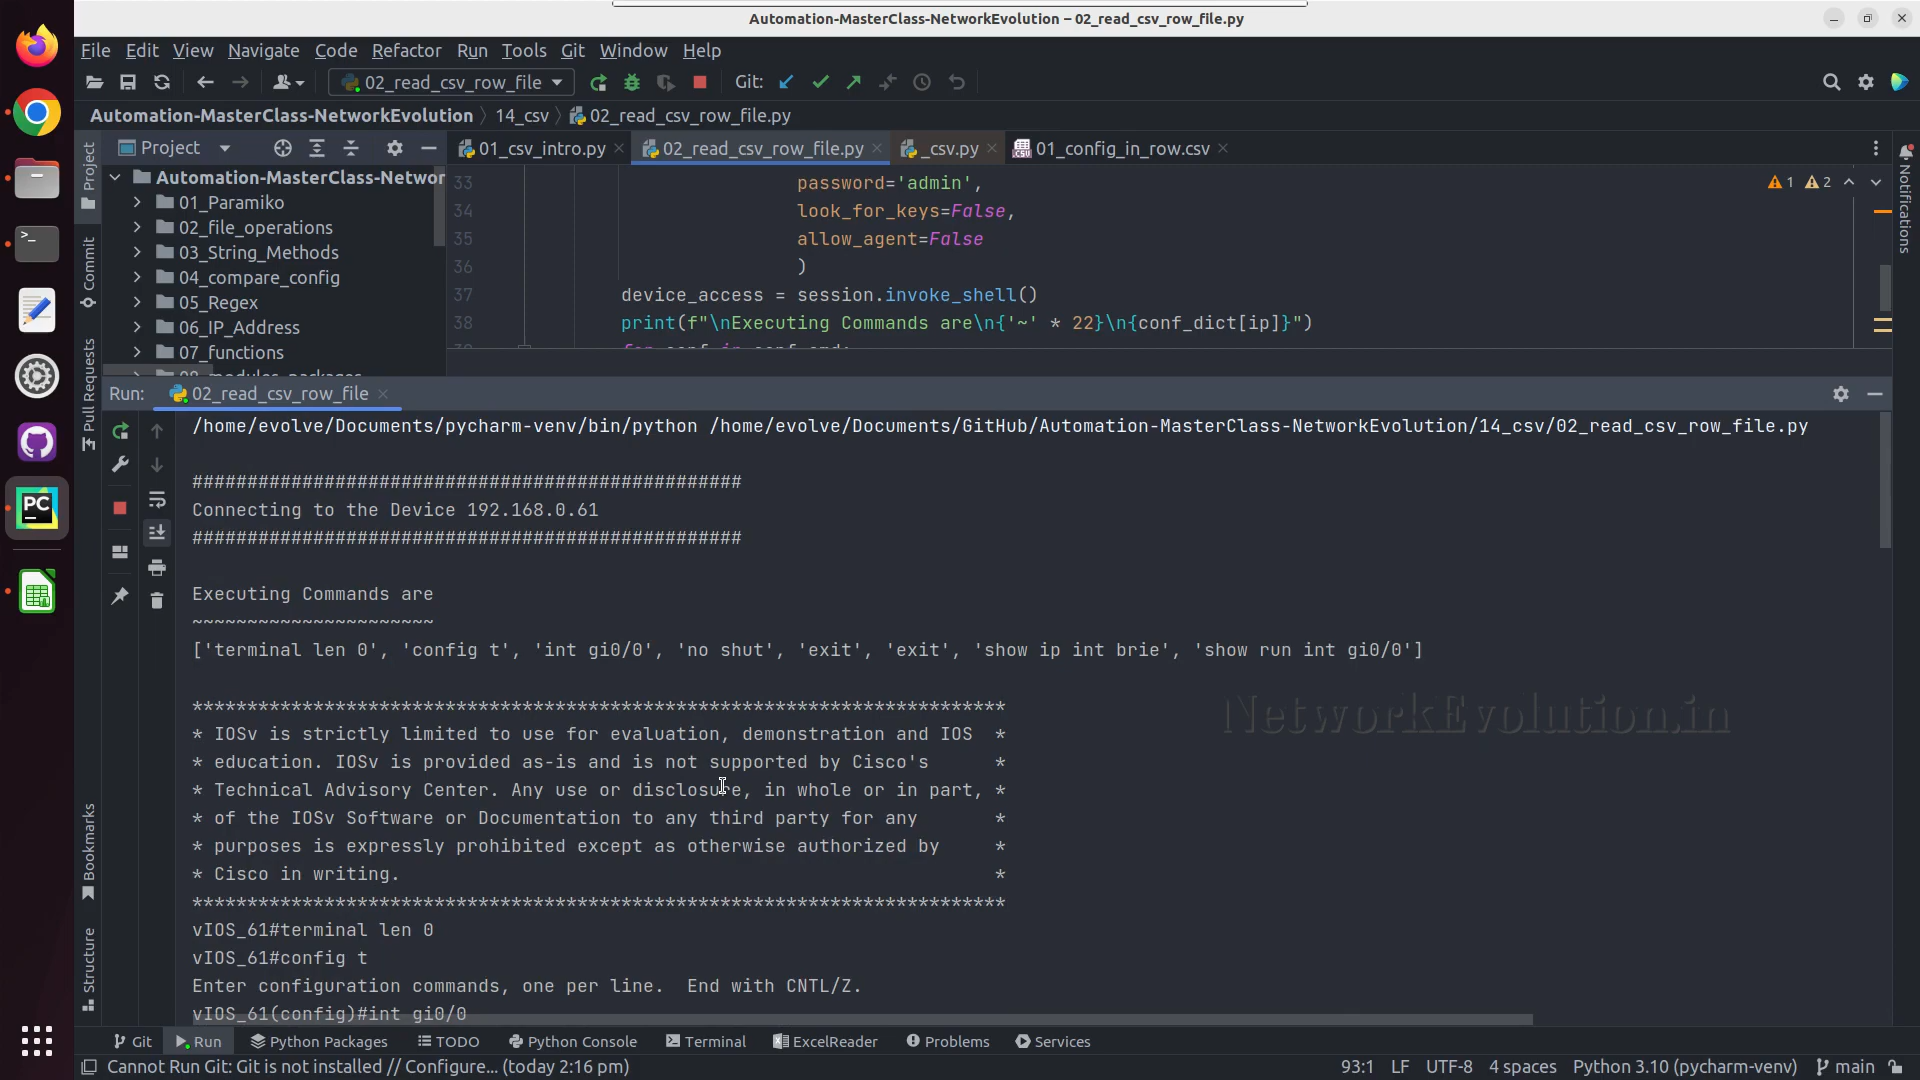 Automation-MasterClass-NetworkEvolution – 02_read_csv_row_file.py
File Edit View Navigate Code Refactor Run Tools Git Window Help
02_read_csv_row_file Git:
Automation-MasterClass-NetworkEvolution 14_csv 02_read_csv_row_file.py
Project 01_csv_intro.py 02_read_csv_row_file.py _csv.py 01_config_in_row.csv
Automation-MasterClass-Networ
01_Paramiko
02_file_operations
03_String_Methods
04_compare_config
05_Regex
06_IP_Address
07_functions
33 password='admin',
34 look_for_keys=False,
35 allow_agent=False
36 )
37 device_access = session.invoke_shell()
38 print(f"\nExecuting Commands are\n{'~' * 22}\n{conf_dict[ip]}")
1 2
Project
Commit
Pull Requests
Bookmarks
Structure
Notifications
Run: 02_read_csv_row_file
/home/evolve/Documents/pycharm-venv/bin/python /home/evolve/Documents/GitHub/Automation-MasterClass-NetworkEvolution/14_csv/02_read_csv_row_file.py
##################################################
Connecting to the Device 192.168.0.61
##################################################
Executing Commands are
~~~~~~~~~~~~~~~~~~~~~~
['terminal len 0', 'config t', 'int gi0/0', 'no shut', 'exit', 'exit', 'show ip int brie', 'show run int gi0/0']
**************************************************************************
* IOSv is strictly limited to use for evaluation, demonstration and IOS *
* education. IOSv is provided as-is and is not supported by Cisco's *
* Technical Advisory Center. Any use or disclosure, in whole or in part, *
* of the IOSv Software or Documentation to any third party for any *
* purposes is expressly prohibited except as otherwise authorized by *
* Cisco in writing. *
**************************************************************************
vIOS_61#terminal len 0
vIOS_61#config t
Enter configuration commands, one per line. End with CNTL/Z.
vIOS_61(config)#int gi0/0
NetworkEvolution.in
Git Run Python Packages TODO Python Console Terminal ExcelReader Problems Services
Cannot Run Git: Git is not installed // Configure... (today 2:16 pm) 93:1 LF UTF-8 4 spaces Python 3.10 (pycharm-venv) main